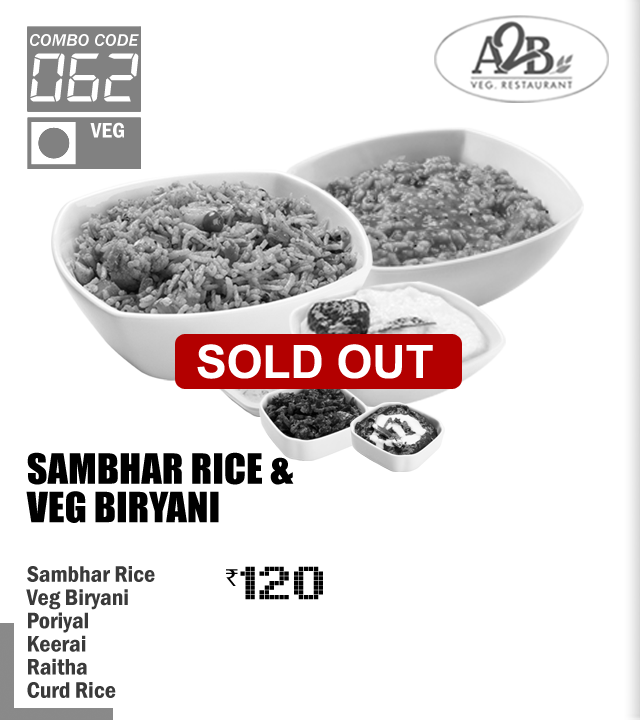 COMBO CODE
062
VEG
A2B
VEG. RESTAURANT
SOLD OUT
SAMBHAR RICE &
VEG BIRYANI
Sambhar Rice
₹120
Veg Biryani
Poriyal
Keerai
Raitha
Curd Rice